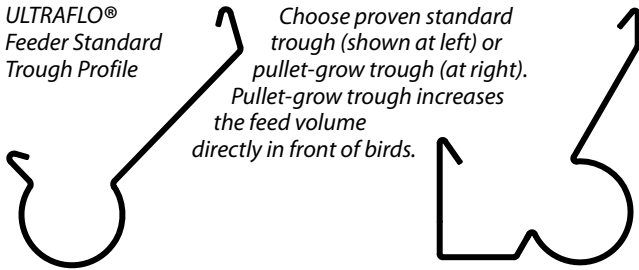 ULTRAFLO®
Feeder Standard
Trough Profile
Choose proven standard
trough (shown at left) or
pullet-grow trough (at right).
Pullet-grow trough increases
the feed volume
directly in front of birds.